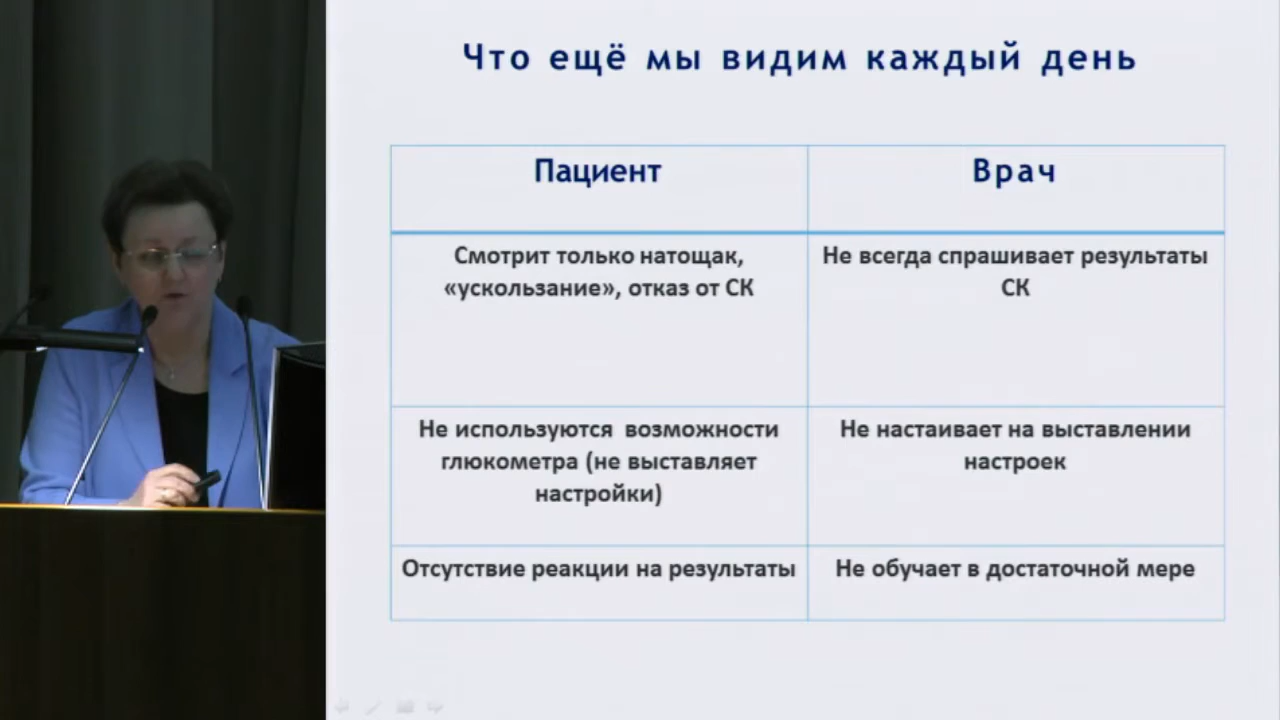 Что ещё мы видим каждый день
Пациент
Врач
Смотрит только натощак,
«ускользание», отказ от СК
Не всегда спрашивает результаты
СК
Не используются возможности
глюкометра (не выставляет
настройки)
Не настаивает на выставлении
настроек
Отсутствие реакции на результаты
Не обучает в достаточной мере